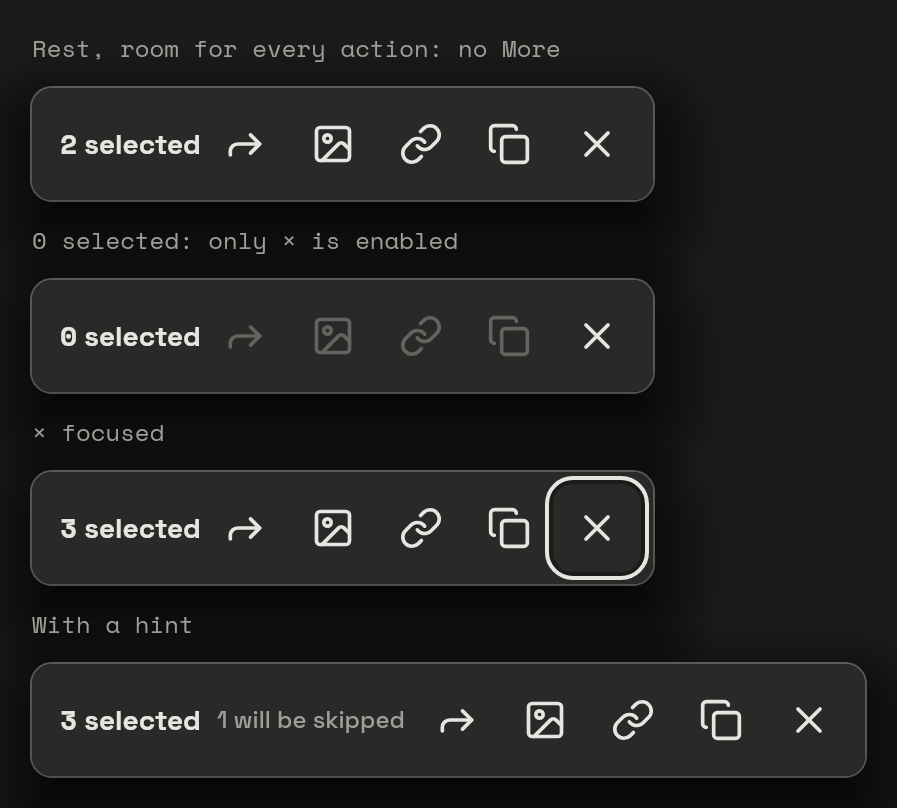 Rest, room for every action: no More
2 selected
0 selected: only × is enabled
0 selected
× focused
3 selected
With a hint
3 selected 1 will be skipped